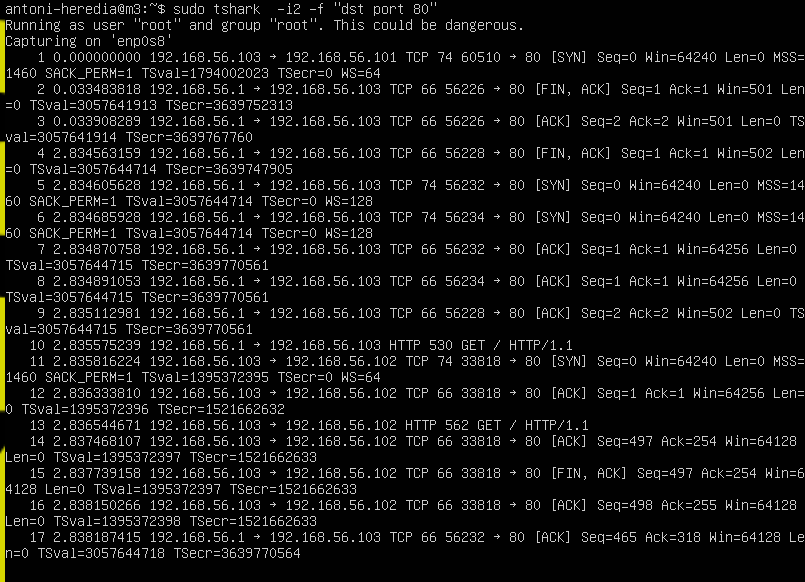 antoni-heredia@m3:~$ sudo tshark  -i2 -f "dst port 80"
Running as user "root" and group "root". This could be dangerous.
Capturing on 'enp0s8'
    1 0.000000000 192.168.56.103 → 192.168.56.101 TCP 74 60510 → 80 [SYN] Seq=0 Win=64240 Len=0 MSS=
1460 SACK_PERM=1 TSval=1794002023 TSecr=0 WS=64
    2 0.033483818 192.168.56.1 → 192.168.56.103 TCP 66 56226 → 80 [FIN, ACK] Seq=1 Ack=1 Win=501 Len
=0 TSval=3057641913 TSecr=3639752313
    3 0.033908289 192.168.56.1 → 192.168.56.103 TCP 66 56226 → 80 [ACK] Seq=2 Ack=2 Win=501 Len=0 TS
val=3057641914 TSecr=3639767760
    4 2.834563159 192.168.56.1 → 192.168.56.103 TCP 66 56228 → 80 [FIN, ACK] Seq=1 Ack=1 Win=502 Len
=0 TSval=3057644714 TSecr=3639747905
    5 2.834605628 192.168.56.1 → 192.168.56.103 TCP 74 56232 → 80 [SYN] Seq=0 Win=64240 Len=0 MSS=14
60 SACK_PERM=1 TSval=3057644714 TSecr=0 WS=128
    6 2.834685928 192.168.56.1 → 192.168.56.103 TCP 74 56234 → 80 [SYN] Seq=0 Win=64240 Len=0 MSS=14
60 SACK_PERM=1 TSval=3057644714 TSecr=0 WS=128
    7 2.834870758 192.168.56.1 → 192.168.56.103 TCP 66 56232 → 80 [ACK] Seq=1 Ack=1 Win=64256 Len=0
TSval=3057644715 TSecr=3639770561
    8 2.834891053 192.168.56.1 → 192.168.56.103 TCP 66 56234 → 80 [ACK] Seq=1 Ack=1 Win=64256 Len=0
TSval=3057644715 TSecr=3639770561
    9 2.835112981 192.168.56.1 → 192.168.56.103 TCP 66 56228 → 80 [ACK] Seq=2 Ack=2 Win=502 Len=0 TS
val=3057644715 TSecr=3639770561
   10 2.835575239 192.168.56.1 → 192.168.56.103 HTTP 530 GET / HTTP/1.1
   11 2.835816224 192.168.56.103 → 192.168.56.102 TCP 74 33818 → 80 [SYN] Seq=0 Win=64240 Len=0 MSS=
1460 SACK_PERM=1 TSval=1395372395 TSecr=0 WS=64
   12 2.836333810 192.168.56.103 → 192.168.56.102 TCP 66 33818 → 80 [ACK] Seq=1 Ack=1 Win=64256 Len=
0 TSval=1395372396 TSecr=1521662632
   13 2.836544671 192.168.56.103 → 192.168.56.102 HTTP 562 GET / HTTP/1.1
   14 2.837468107 192.168.56.103 → 192.168.56.102 TCP 66 33818 → 80 [ACK] Seq=497 Ack=254 Win=64128
Len=0 TSval=1395372397 TSecr=1521662633
   15 2.837739158 192.168.56.103 → 192.168.56.102 TCP 66 33818 → 80 [FIN, ACK] Seq=497 Ack=254 Win=6
4128 Len=0 TSval=1395372397 TSecr=1521662633
   16 2.838150266 192.168.56.103 → 192.168.56.102 TCP 66 33818 → 80 [ACK] Seq=498 Ack=255 Win=64128
Len=0 TSval=1395372398 TSecr=1521662633
   17 2.838187415 192.168.56.1 → 192.168.56.103 TCP 66 56232 → 80 [ACK] Seq=465 Ack=318 Win=64128 Le
n=0 TSval=3057644718 TSecr=3639770564